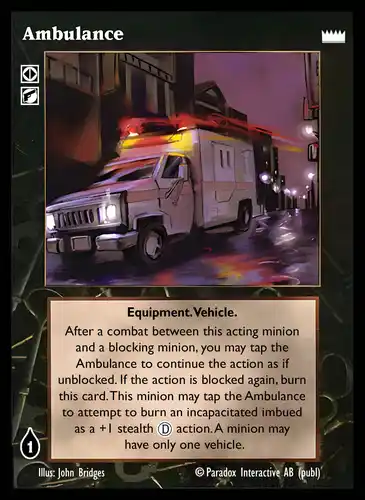 Ambulance
Equipment. Vehicle.
After a combat between this acting minion
and a blocking minion, you may tap the
Ambulance to continue the action as if
unblocked. If the action is blocked again, burn
this card. This minion may tap the Ambulance
to attempt to burn an incapacitated imbued
as a +1 stealth Ⓓ action. A minion may
have only one vehicle.
1
Illus: John Bridges © Paradox Interactive AB (publ)